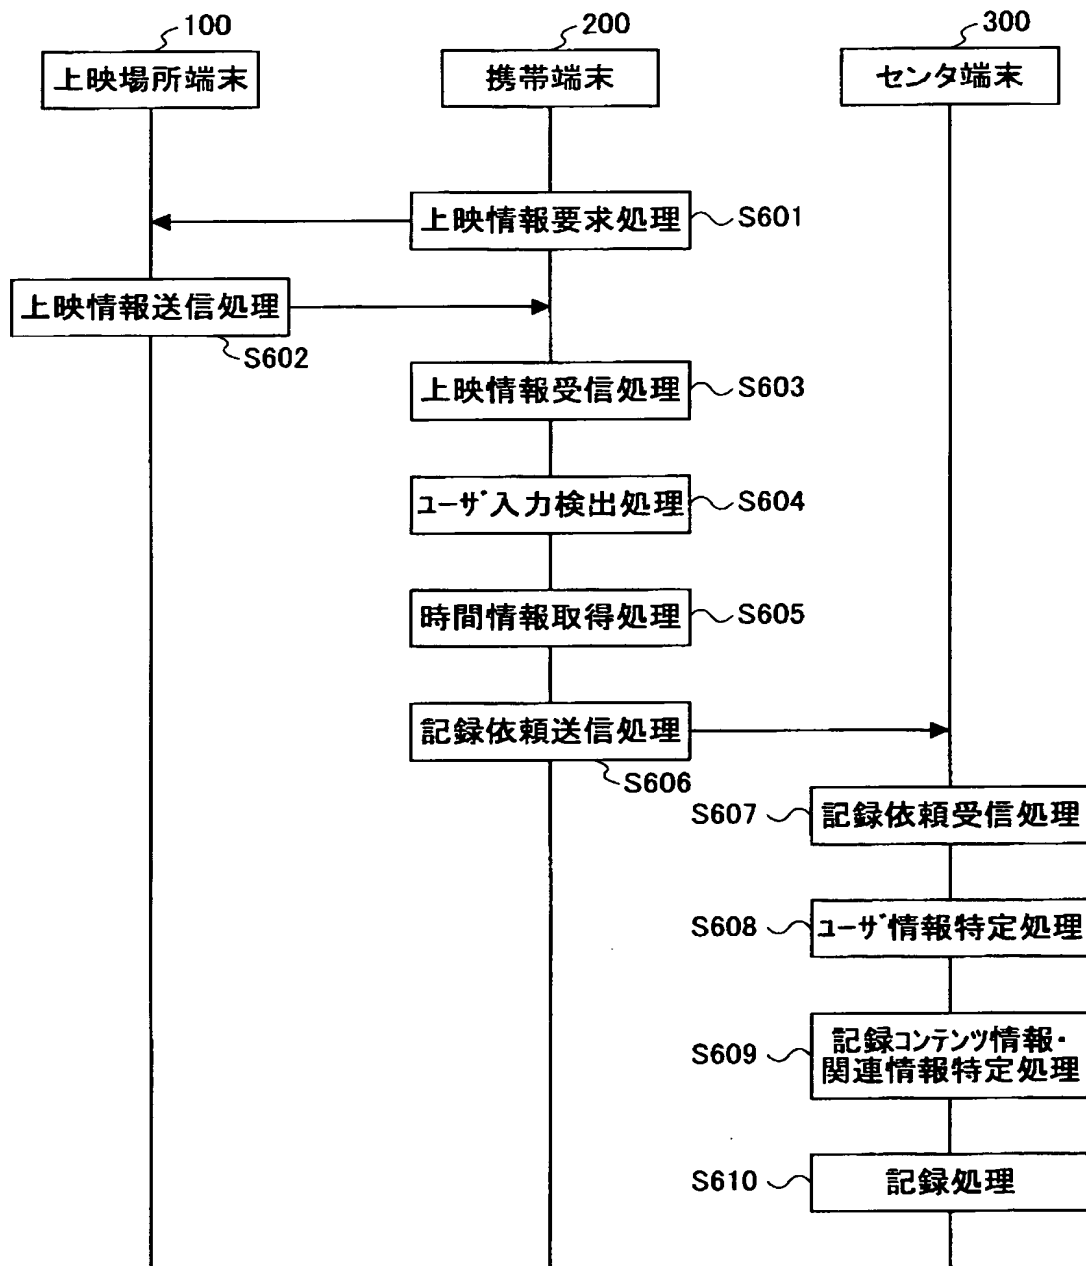 100
200
300
上映場所端末
携帯端末
センタ端末
上映情報要求処理
S601
上映情報送信処理
S602
上映情報受信処理
S603
ユーザ入力検出処理
S604
時間情報取得処理
S605
記録依頼送信処理
S606
S607
記録依頼受信処理
S608
ユーザ情報特定処理
S609
記録コンテンツ情報・
関連情報特定処理
S610
記録処理